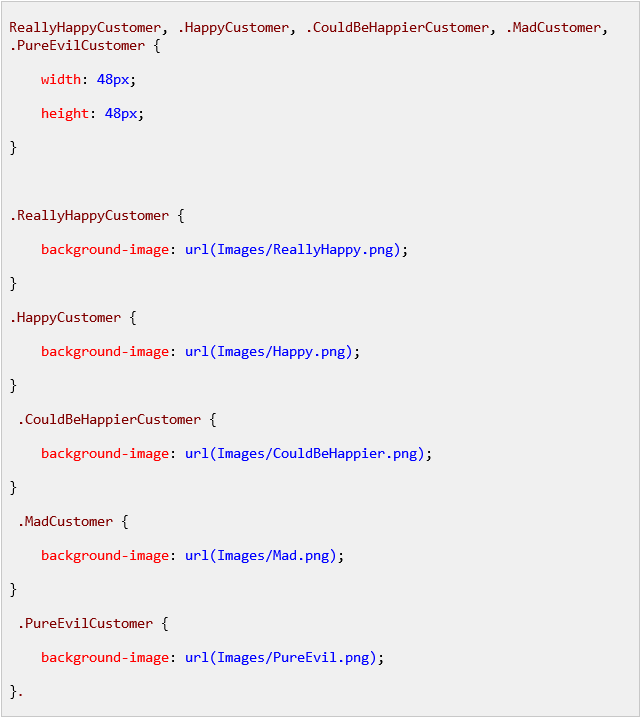 ReallyHappyCustomer, .HappyCustomer, .CouldBeHappierCustomer, .MadCustomer,
.PureEvilCustomer {
width: 48px;
height: 48px;
}
.ReallyHappyCustomer {
background-image: url(Images/ReallyHappy.png);
}
.HappyCustomer {
background-image: url(Images/Happy.png);
}
.CouldBeHappierCustomer {
background-image: url(Images/CouldBeHappier.png);
}
.MadCustomer {
background-image: url(Images/Mad.png);
}
.PureEvilCustomer {
background-image: url(Images/PureEvil.png);
}.